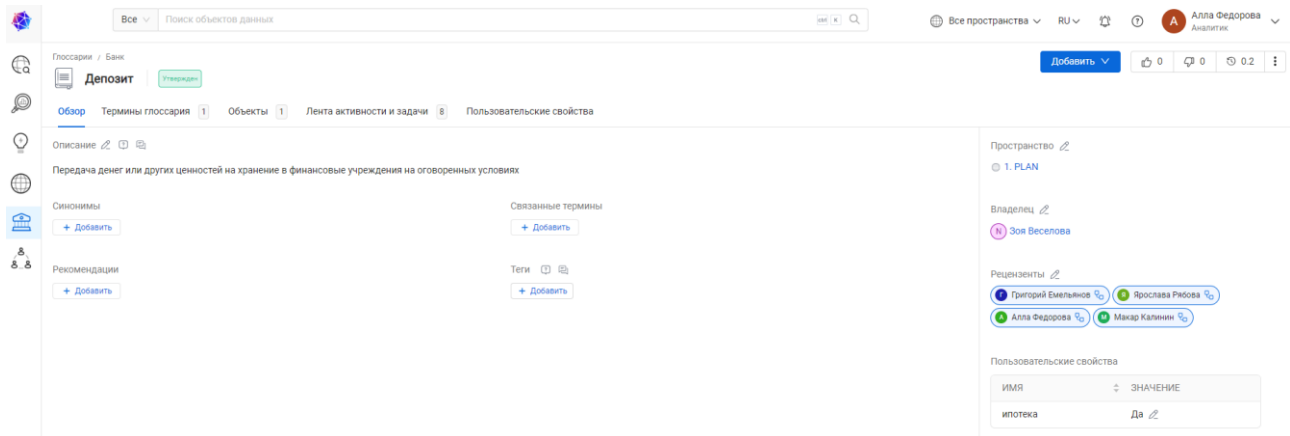 Все Поиск объектов данных ctrl K Все пространства RU А Алла Федорова
Аналитик
Глоссарии / Банк
Депозит Утвержден Добавить 0 0 0.2
Обзор Термины глоссария 1 Объекты 1 Лента активности и задачи 8 Пользовательские свойства
Описание
Передача денег или других ценностей на хранение в финансовые учреждения на оговоренных условиях
Синонимы Связанные термины
+ Добавить + Добавить
Рекомендации Теги
+ Добавить + Добавить
Пространство
1. PLAN
Владелец
N Зоя Веселова
Рецензенты
Г Григорий Емельянов Я Ярослава Рябова
А Алла Федорова М Макар Калинин
Пользовательские свойства
ИМЯ ЗНАЧЕНИЕ
ипотека Да